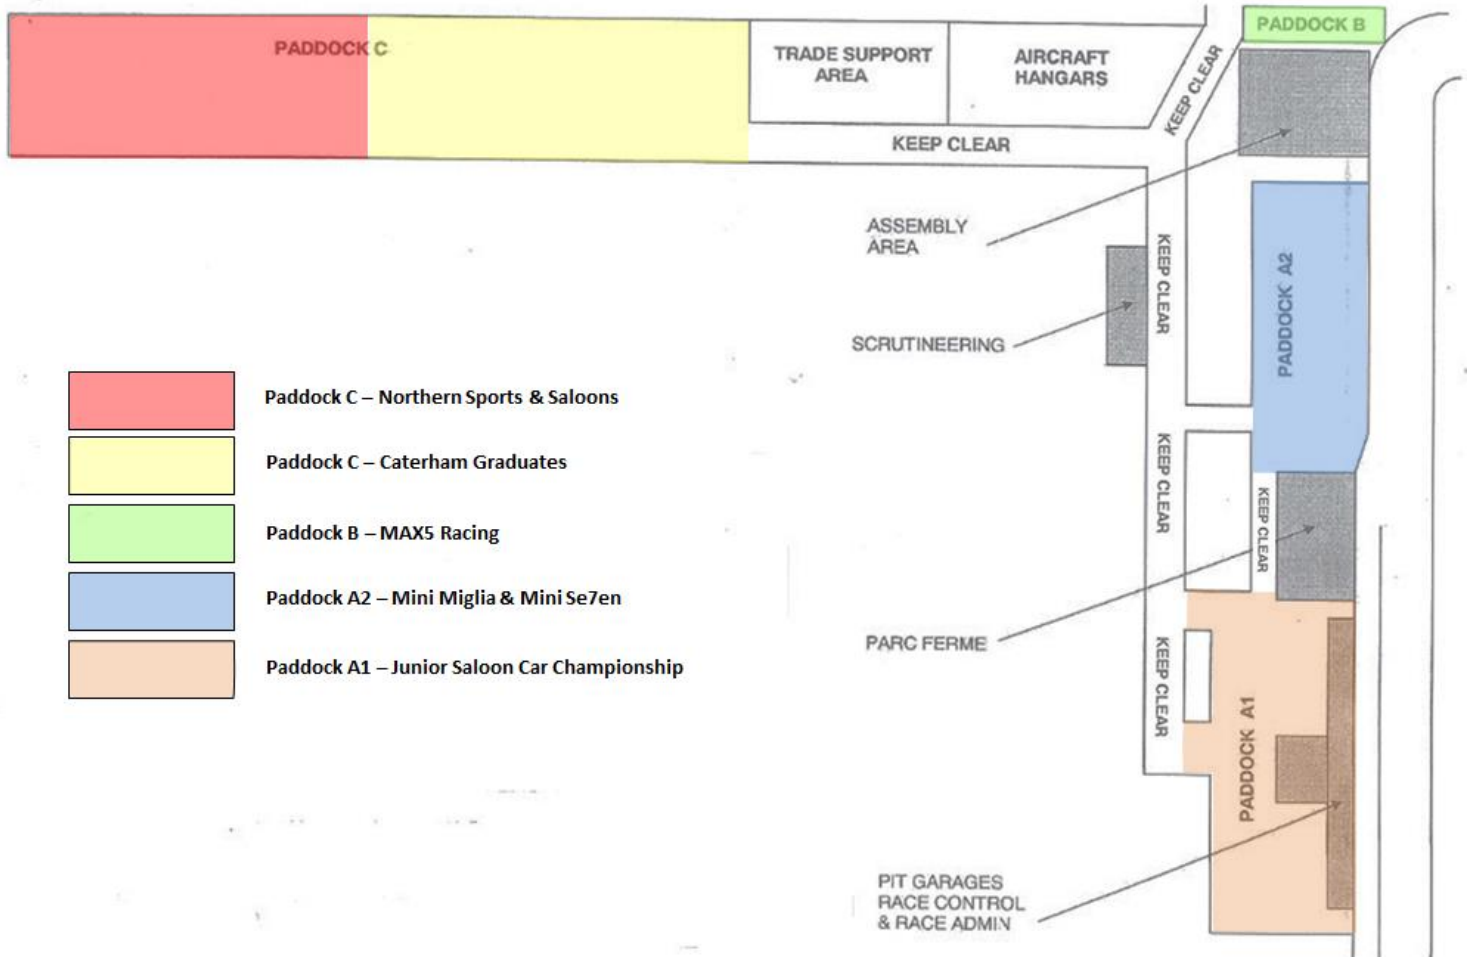 PADDOCK C
TRADE SUPPORT
AREA
AIRCRAFT
HANGARS
KEEP CLEAR
PADDOCK B
KEEP CLEAR
ASSEMBLY
AREA
KEEP CLEAR
PADDOCK A2
SCRUTINEERING
Paddock C – Northern Sports & Saloons
Paddock C – Caterham Graduates
Paddock B – MAX5 Racing
Paddock A2 – Mini Miglia & Mini Se7en
Paddock A1 – Junior Saloon Car Championship
KEEP CLEAR
KEEP CLEAR
PARC FERME
KEEP CLEAR
PADDOCK A1
PIT GARAGES
RACE CONTROL
& RACE ADMIN